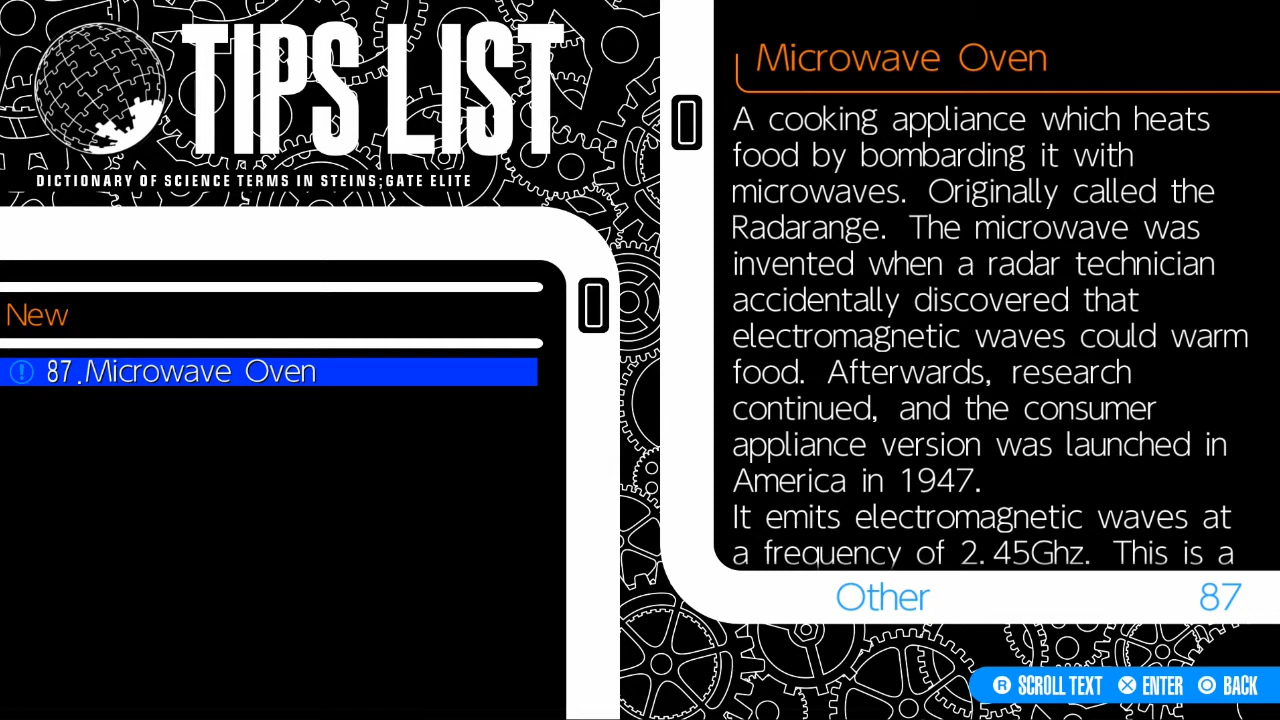 TIPS LIST
DICTIONARY OF SCIENCE TERMS IN STEINS;GATE ELITE
New
! 87.Microwave Oven
Microwave Oven
A cooking appliance which heats
food by bombarding it with
microwaves. Originally called the
Radarange. The microwave was
invented when a radar technician
accidentally discovered that
electromagnetic waves could warm
food. Afterwards, research
continued, and the consumer
appliance version was launched in
America in 1947.
It emits electromagnetic waves at
a frequency of 2.45Ghz. This is a
Other 87
R SCROLL TEXT X ENTER O BACK